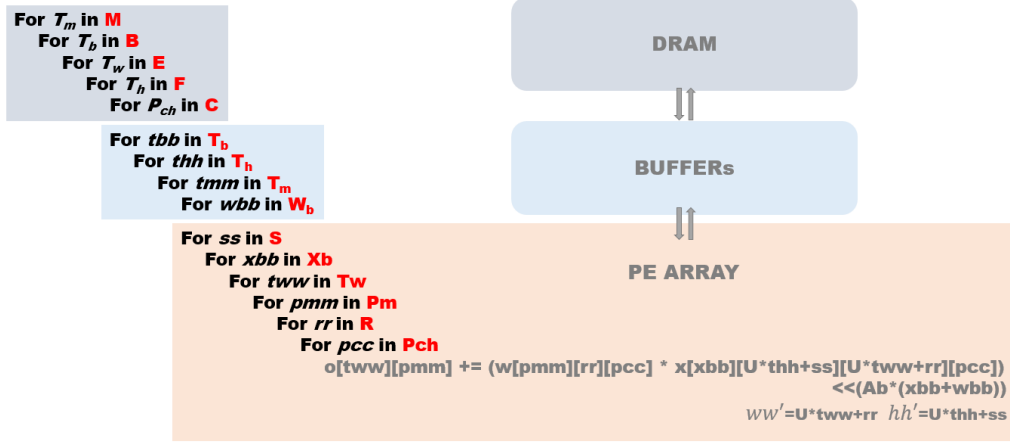 For Tm in M
For Tb in B
For Tw in E
For Th in F
For Pch in C
DRAM
For tbb in Tb
For thh in Th
For tmm in Tm
For wbb in Wb
BUFFERs
For ss in S
For xbb in Xb
For tww in Tw
For pmm in Pm
For rr in R
For pcc in Pch
PE ARRAY
o[tww][pmm] += (w[pmm][rr][pcc] * x[xbb][U*thh+ss][U*tww+rr][pcc])
<<(Ab*(xbb+wbb))
ww′=U*tww+rr hh′=U*thh+ss